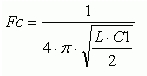 Fc = 1 / (4 · π · √(L · C1 / 2))